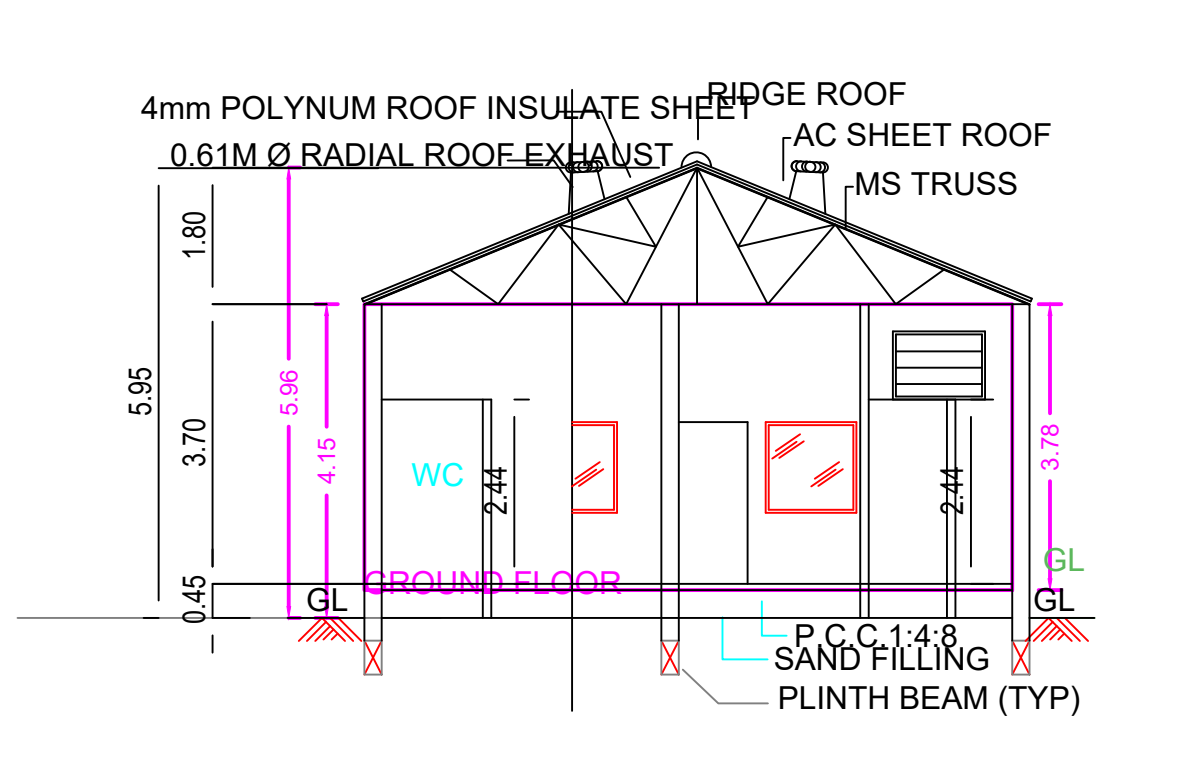 RIDGE ROOF
4mm POLYNUM ROOF INSULATE SHEET
AC SHEET ROOF
0.61M Ø RADIAL ROOF EXHAUST
MS TRUSS
1.80
5.95
5.96
3.70
4.15
3.78
WC
2.44
2.44
GL
GROUND FLOOR
0.45
GL
GL
P.C.C.1:4:8
SAND FILLING
PLINTH BEAM (TYP)